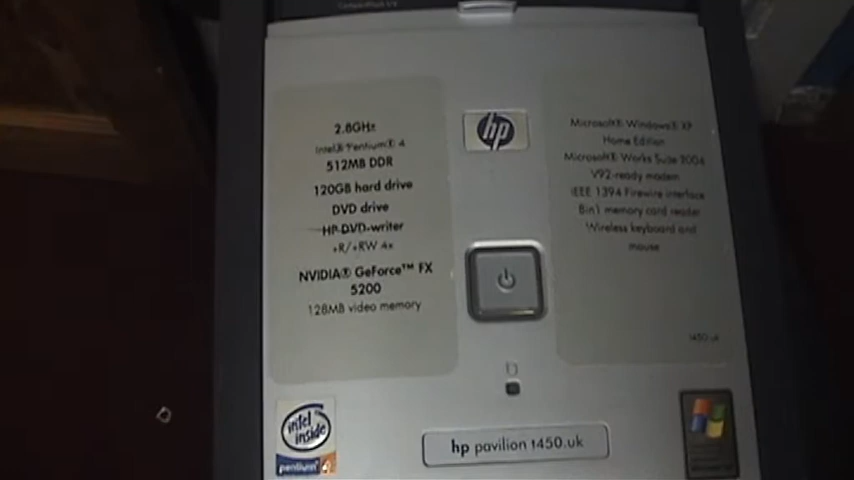 2.8GHz
Intel® Pentium® 4
512MB DDR
120GB hard drive
DVD drive
HP DVD-writer
+R/+RW 4x
NVIDIA® GeForce™ FX
5200
128MB video memory
hp
Microsoft® Windows® XP
Home Edition
Microsoft® Works Suite 2004
V92-ready modem
IEEE 1394 Firewire interface
8in1 memory card reader
Wireless keyboard and
mouse
t450.uk
intel
inside
pentium 4
hp pavilion t450.uk